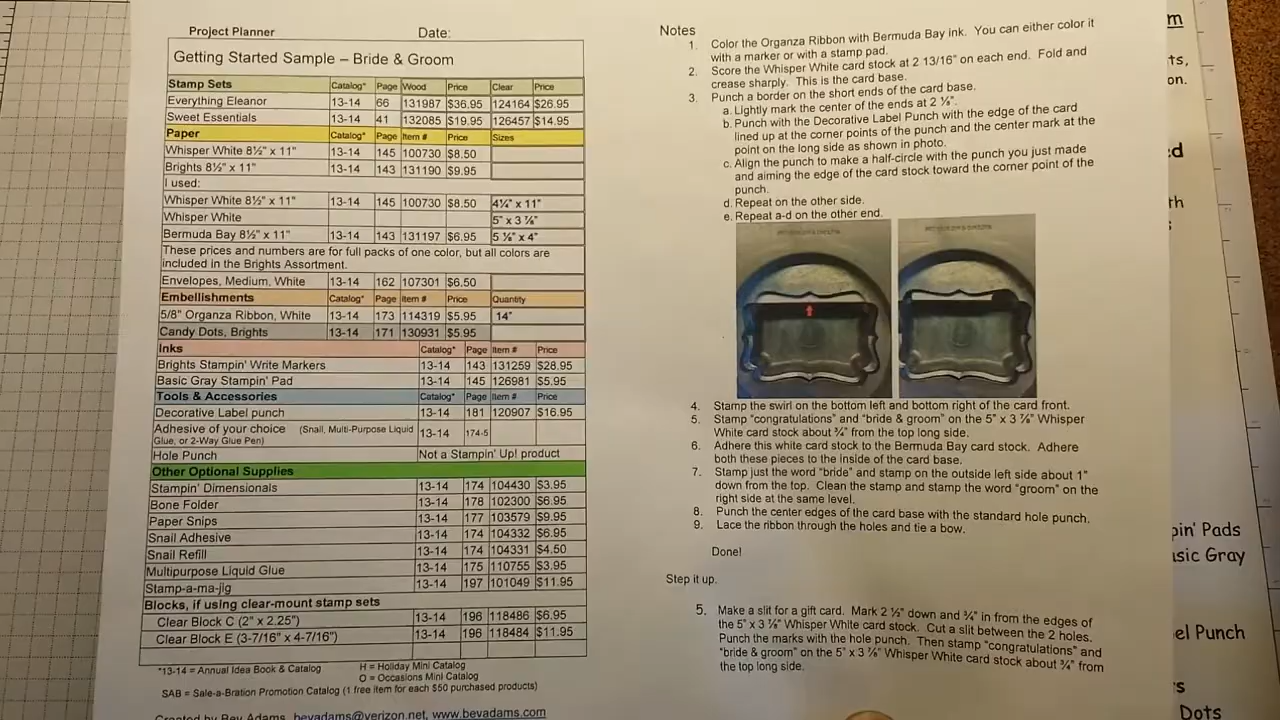 Project Planner Date:
Getting Started Sample – Bride & Groom
Stamp Sets Catalog* Page Wood Price Clear Price
Everything Eleanor 13-14 66 131987 $36.95 124164 $26.95
Sweet Essentials 13-14 41 132085 $19.95 126457 $14.95
Paper Catalog* Page Item # Price Sizes
Whisper White 8½" x 11" 13-14 145 100730 $8.50
Brights 8½" x 11" 13-14 143 131190 $9.95
I used:
Whisper White 8½" x 11" 13-14 145 100730 $8.50 4¼" x 11"
Whisper White 5" x 3 ⅞"
Bermuda Bay 8½" x 11" 13-14 143 131197 $6.95 5 ⅛" x 4"
These prices and numbers are for full packs of one color, but all colors are
included in the Brights Assortment.
Envelopes, Medium, White 13-14 162 107301 $6.50
Embellishments Catalog* Page Item # Price Quantity
5/8" Organza Ribbon, White 13-14 173 114319 $5.95 14"
Candy Dots, Brights 13-14 171 130931 $5.95
Inks Catalog* Page Item # Price
Brights Stampin' Write Markers 13-14 143 131259 $28.95
Basic Gray Stampin' Pad 13-14 145 126981 $5.95
Tools & Accessories Catalog* Page Item # Price
Decorative Label punch 13-14 181 120907 $16.95
Adhesive of your choice (Snail, Multi-Purpose Liquid
Glue, or 2-Way Glue Pen) 13-14 174-5
Hole Punch Not a Stampin' Up! product
Other Optional Supplies
Stampin' Dimensionals 13-14 174 104430 $3.95
Bone Folder 13-14 178 102300 $6.95
Paper Snips 13-14 177 103579 $9.95
Snail Adhesive 13-14 174 104332 $6.95
Snail Refill 13-14 174 104331 $4.50
Multipurpose Liquid Glue 13-14 175 110755 $3.95
Stamp-a-ma-jig 13-14 197 101049 $11.95
Blocks, if using clear-mount stamp sets
Clear Block C (2" x 2.25") 13-14 196 118486 $6.95
Clear Block E (3-7/16" x 4-7/16") 13-14 196 118484 $11.95
*13-14 = Annual Idea Book & Catalog H = Holiday Mini Catalog
O = Occasions Mini Catalog
SAB = Sale-a-Bration Promotion Catalog (1 free item for each $50 purchased products)
Created by Bev Adams, bevadams@verizon.net, www.bevadams.com
Notes
1. Color the Organza Ribbon with Bermuda Bay ink. You can either color it
with a marker or with a stamp pad.
2. Score the Whisper White card stock at 2 13/16" on each end. Fold and
crease sharply. This is the card base.
3. Punch a border on the short ends of the card base.
a. Lightly mark the center of the ends at 2 ⅛".
b. Punch with the Decorative Label Punch with the edge of the card
lined up at the corner points of the punch and the center mark at the
point on the long side as shown in photo.
c. Align the punch to make a half-circle with the punch you just made
and aiming the edge of the card stock toward the corner point of the
punch.
d. Repeat on the other side.
e. Repeat a-d on the other end.
4. Stamp the swirl on the bottom left and bottom right of the card front.
5. Stamp "congratulations" and "bride & groom" on the 5" x 3 ⅞" Whisper
White card stock about ¾" from the top long side.
6. Adhere this white card stock to the Bermuda Bay card stock. Adhere
both these pieces to the inside of the card base.
7. Stamp just the word "bride" and stamp on the outside left side about 1"
down from the top. Clean the stamp and stamp the word "groom" on the
right side at the same level.
8. Punch the center edges of the card base with the standard hole punch.
9. Lace the ribbon through the holes and tie a bow.
Done!
Step it up.
5. Make a slit for a gift card. Mark 2 ½" down and ¾" in from the edges of
the 5" x 3 ⅞" Whisper White card stock. Cut a slit between the 2 holes.
Punch the marks with the hole punch. Then stamp "congratulations" and
"bride & groom" on the 5" x 3 ⅞" Whisper White card stock about ¾" from
the top long side.
m
ts,
on.
d
th
pin' Pads
asic Gray
el Punch
s
Dots